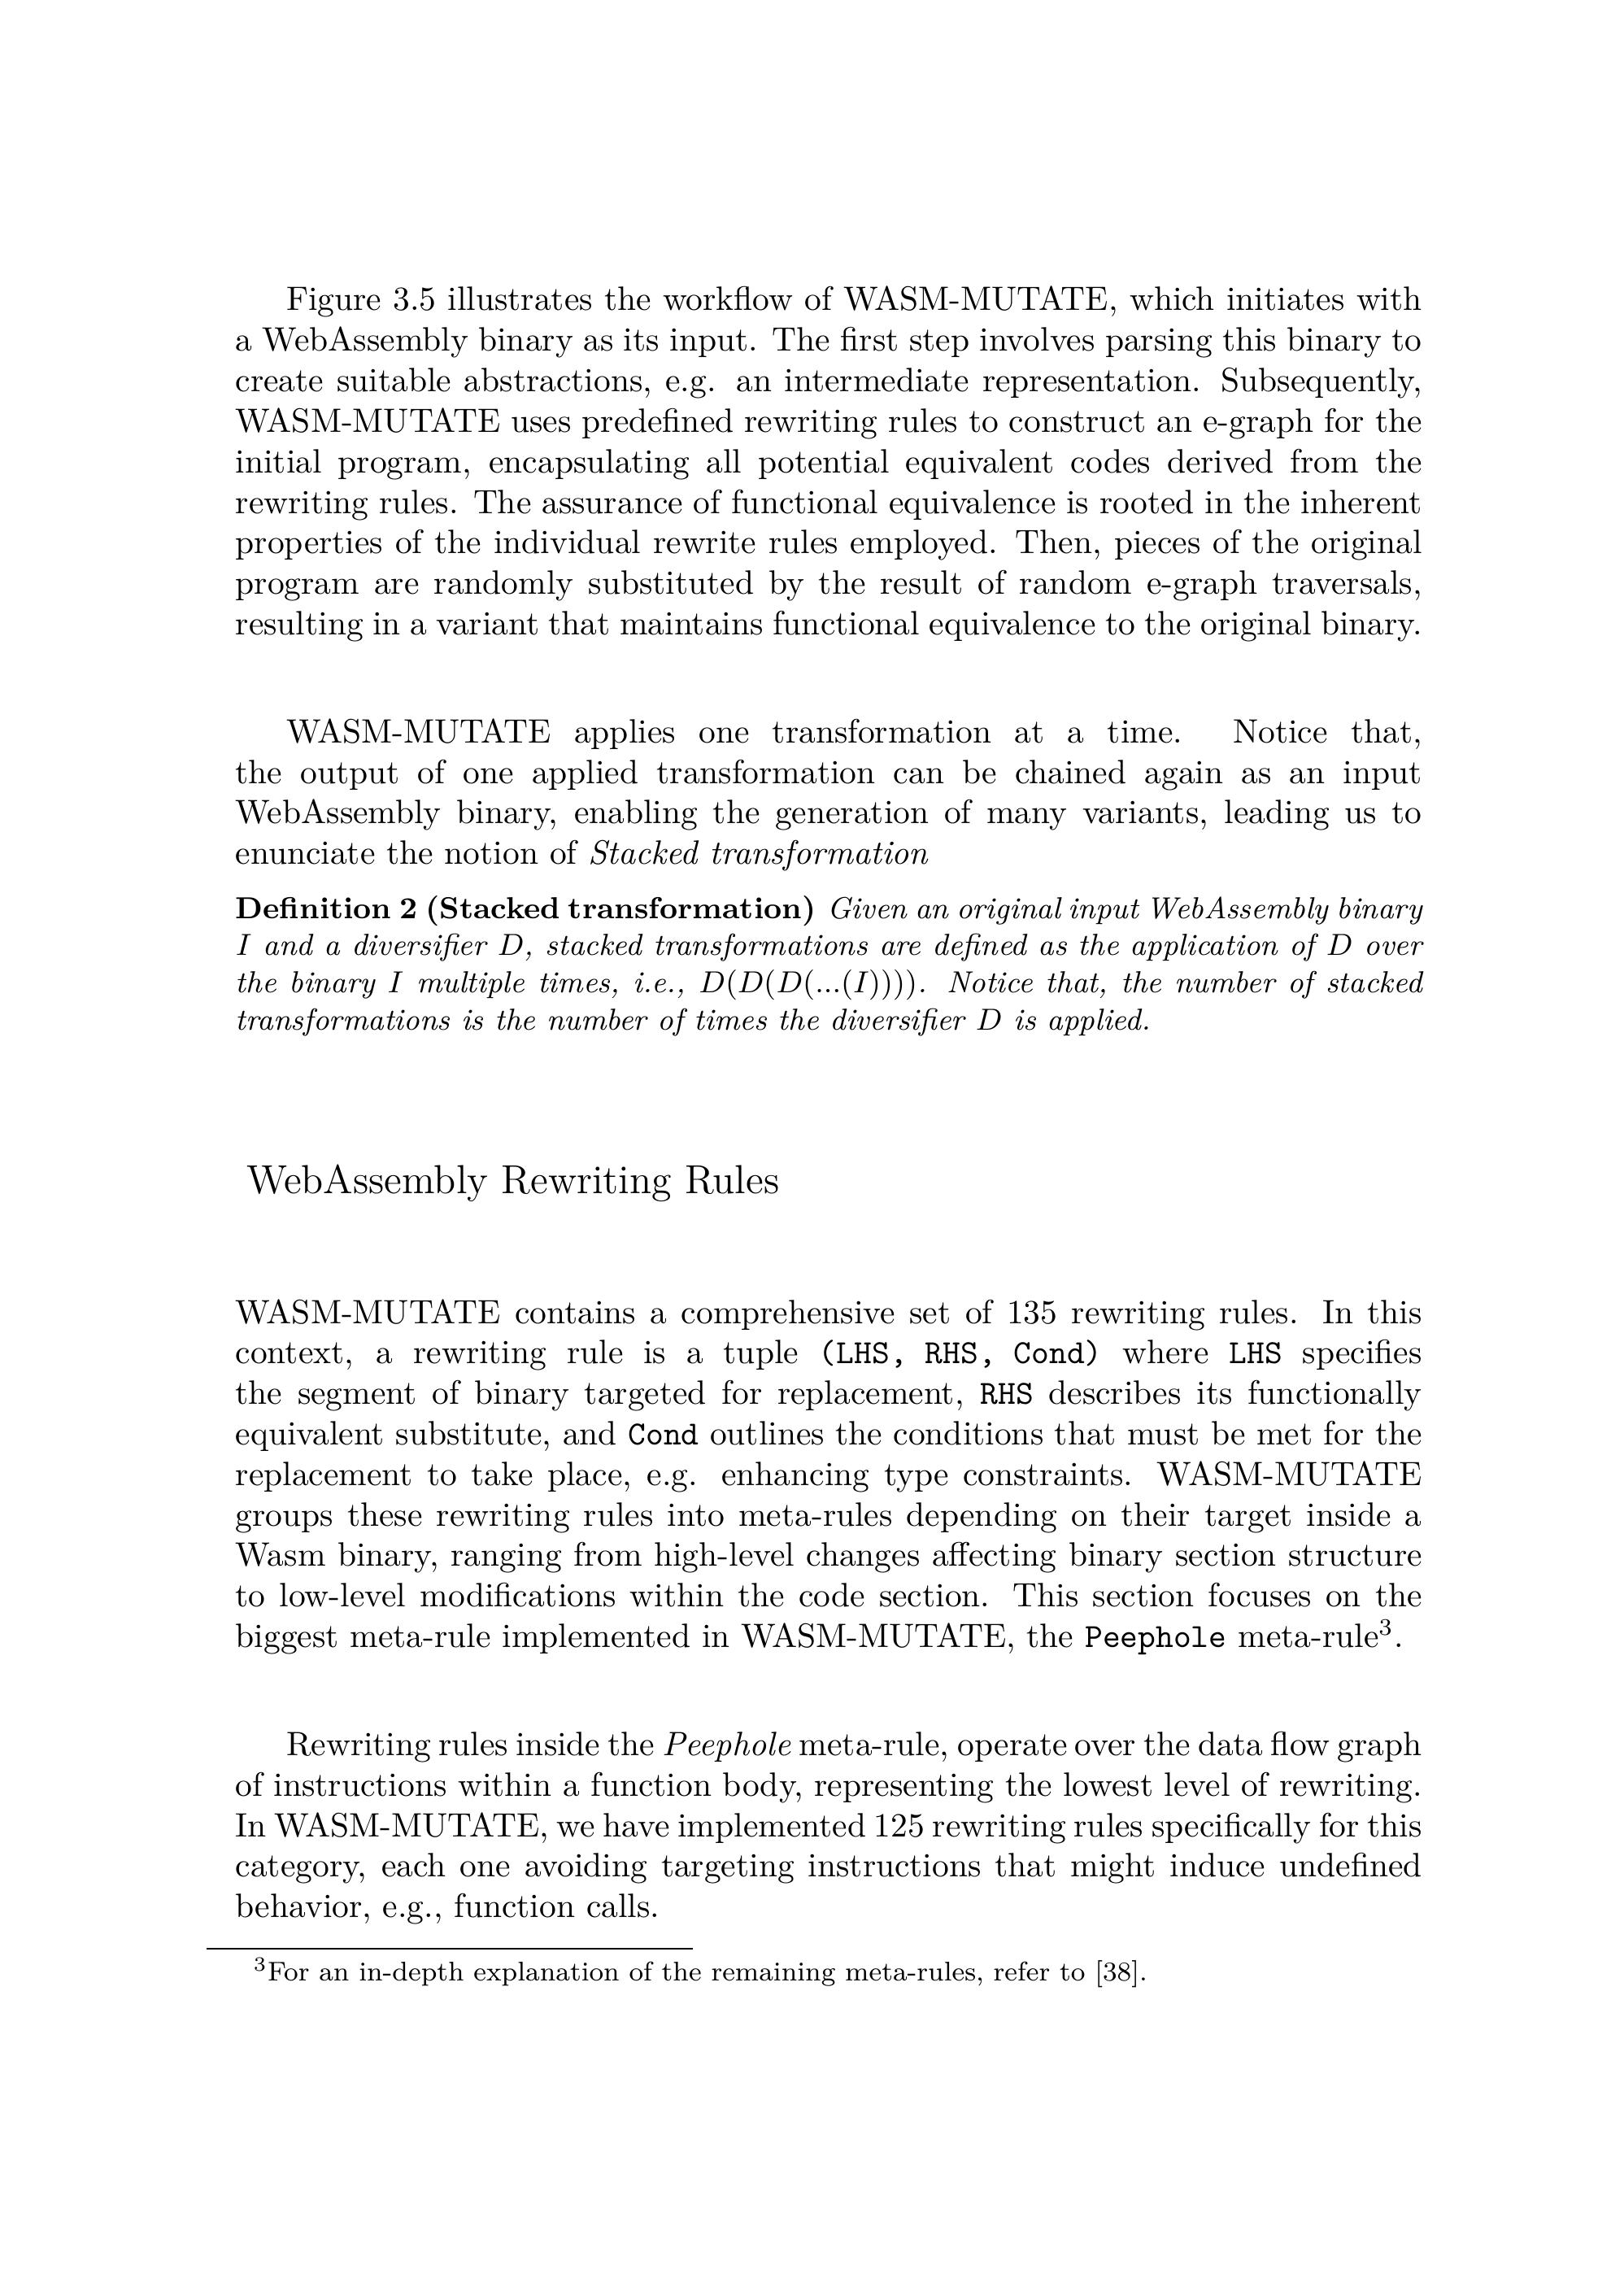 Figure 3.5 illustrates the workflow of WASM-MUTATE, which initiates with
a WebAssembly binary as its input. The first step involves parsing this binary to
create suitable abstractions, e.g. an intermediate representation. Subsequently,
WASM-MUTATE uses predefined rewriting rules to construct an e-graph for the
initial program, encapsulating all potential equivalent codes derived from the
rewriting rules. The assurance of functional equivalence is rooted in the inherent
properties of the individual rewrite rules employed. Then, pieces of the original
program are randomly substituted by the result of random e-graph traversals,
resulting in a variant that maintains functional equivalence to the original binary.
WASM-MUTATE applies one transformation at a time. Notice that,
the output of one applied transformation can be chained again as an input
WebAssembly binary, enabling the generation of many variants, leading us to
enunciate the notion of Stacked transformation
Definition 2 (Stacked transformation) Given an original input WebAssembly binary
I and a diversifier D, stacked transformations are defined as the application of D over
the binary I multiple times, i.e., D(D(D(...(I)))). Notice that, the number of stacked
transformations is the number of times the diversifier D is applied.
WebAssembly Rewriting Rules
WASM-MUTATE contains a comprehensive set of 135 rewriting rules. In this
context, a rewriting rule is a tuple (LHS, RHS, Cond) where LHS specifies
the segment of binary targeted for replacement, RHS describes its functionally
equivalent substitute, and Cond outlines the conditions that must be met for the
replacement to take place, e.g. enhancing type constraints. WASM-MUTATE
groups these rewriting rules into meta-rules depending on their target inside a
Wasm binary, ranging from high-level changes affecting binary section structure
to low-level modifications within the code section. This section focuses on the
biggest meta-rule implemented in WASM-MUTATE, the Peephole meta-rule³.
Rewriting rules inside the Peephole meta-rule, operate over the data flow graph
of instructions within a function body, representing the lowest level of rewriting.
In WASM-MUTATE, we have implemented 125 rewriting rules specifically for this
category, each one avoiding targeting instructions that might induce undefined
behavior, e.g., function calls.
³For an in-depth explanation of the remaining meta-rules, refer to [38].